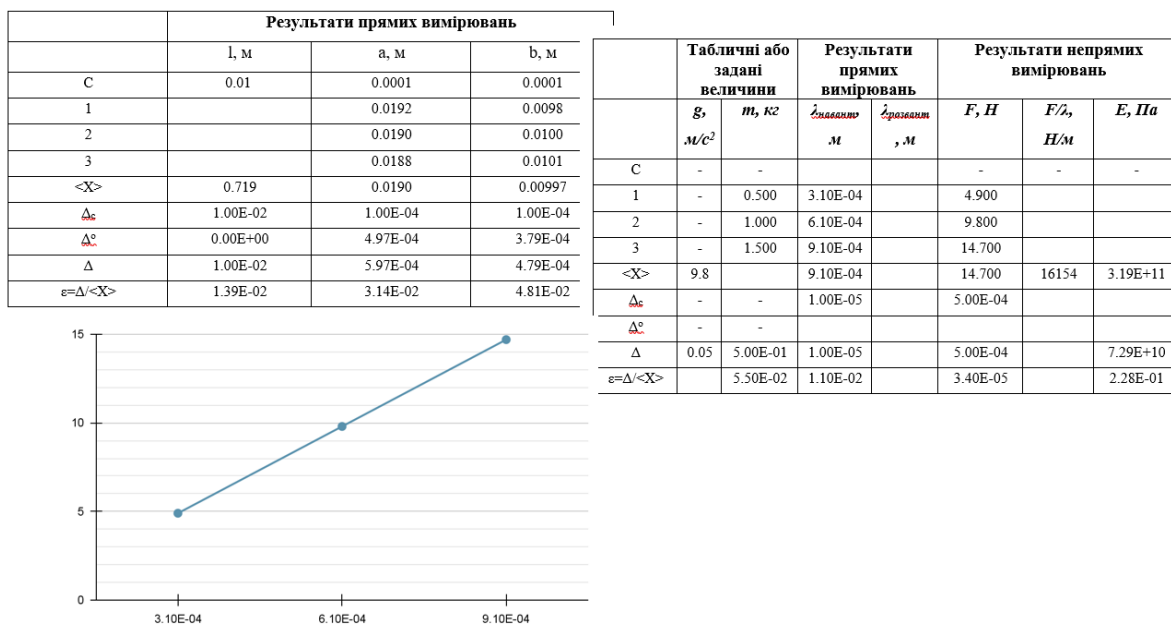 Результати прямих вимірювань
l, м a, м b, м
С 0.01 0.0001 0.0001
1 0.0192 0.0098
2 0.0190 0.0100
3 0.0188 0.0101
<X> 0.719 0.0190 0.00997
Δс 1.00E-02 1.00E-04 1.00E-04
Δº 0.00E+00 4.97E-04 3.79E-04
Δ 1.00E-02 5.97E-04 4.79E-04
ε=Δ/<X> 1.39E-02 3.14E-02 4.81E-02
Табличні або Результати Результати непрямих
задані прямих вимірювань
величини вимірювань
g, m, кг λнавант, λрозвант F, Н F/λ, E, Па
м/с² м , м Н/м
С - - - - -
1 - 0.500 3.10E-04 4.900
2 - 1.000 6.10E-04 9.800
3 - 1.500 9.10E-04 14.700
<X> 9.8 9.10E-04 14.700 16154 3.19E+11
Δс - - 1.00E-05 5.00E-04
Δº - -
Δ 0.05 5.00E-01 1.00E-05 5.00E-04 7.29E+10
ε=Δ/<X> 5.50E-02 1.10E-02 3.40E-05 2.28E-01
15
10
5
0
3.10E-04 6.10E-04 9.10E-04